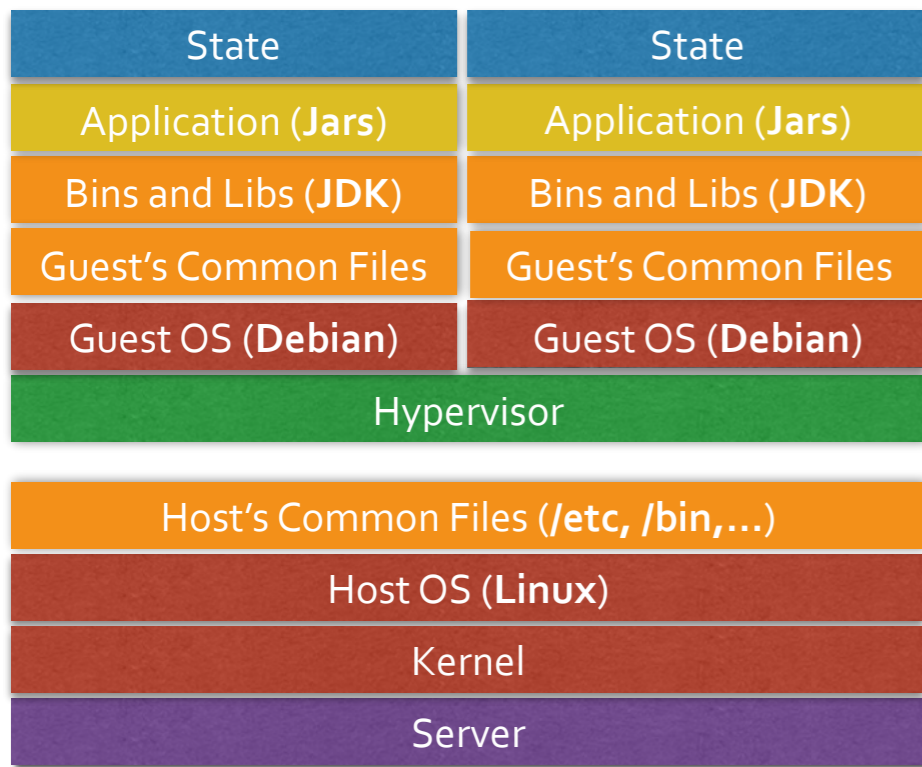 State
State
Application (Jars)
Application (Jars)
Bins and Libs (JDK)
Bins and Libs (JDK)
Guest's Common Files
Guest's Common Files
Guest OS (Debian)
Guest OS (Debian)
Hypervisor
Host's Common Files (/etc, /bin,...)
Host OS (Linux)
Kernel
Server